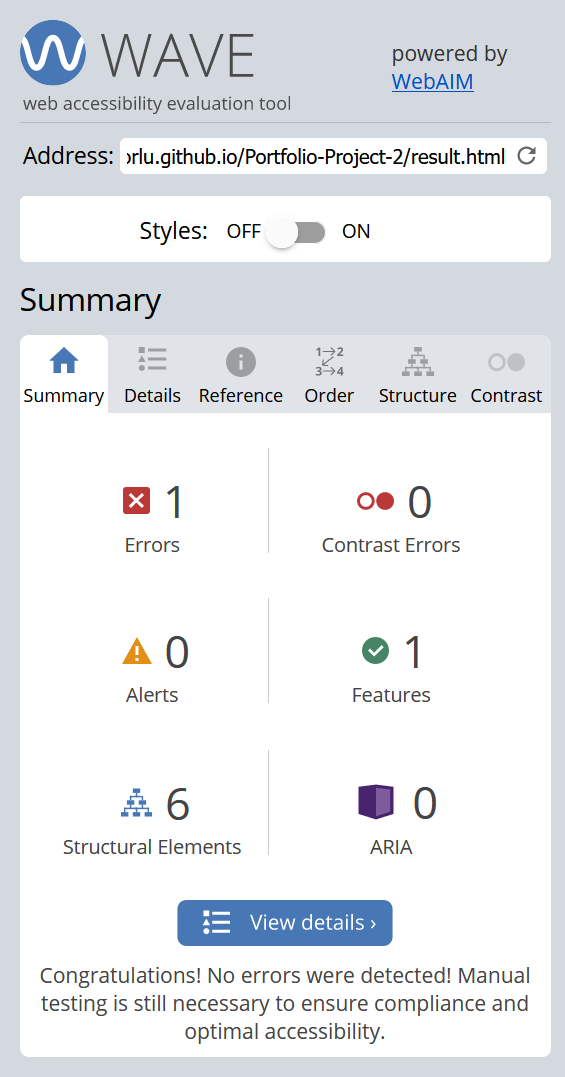 WAVE
powered by
WebAIM
web accessibility evaluation tool
Address: orlu.github.io/Portfolio-Project-2/result.html
Styles: OFF ON
Summary
1 2
3 4
Summary Details Reference Order Structure Contrast
1 0
Errors Contrast Errors
0 1
Alerts Features
6 0
Structural Elements ARIA
View details ›
Congratulations! No errors were detected! Manual
testing is still necessary to ensure compliance and
optimal accessibility.